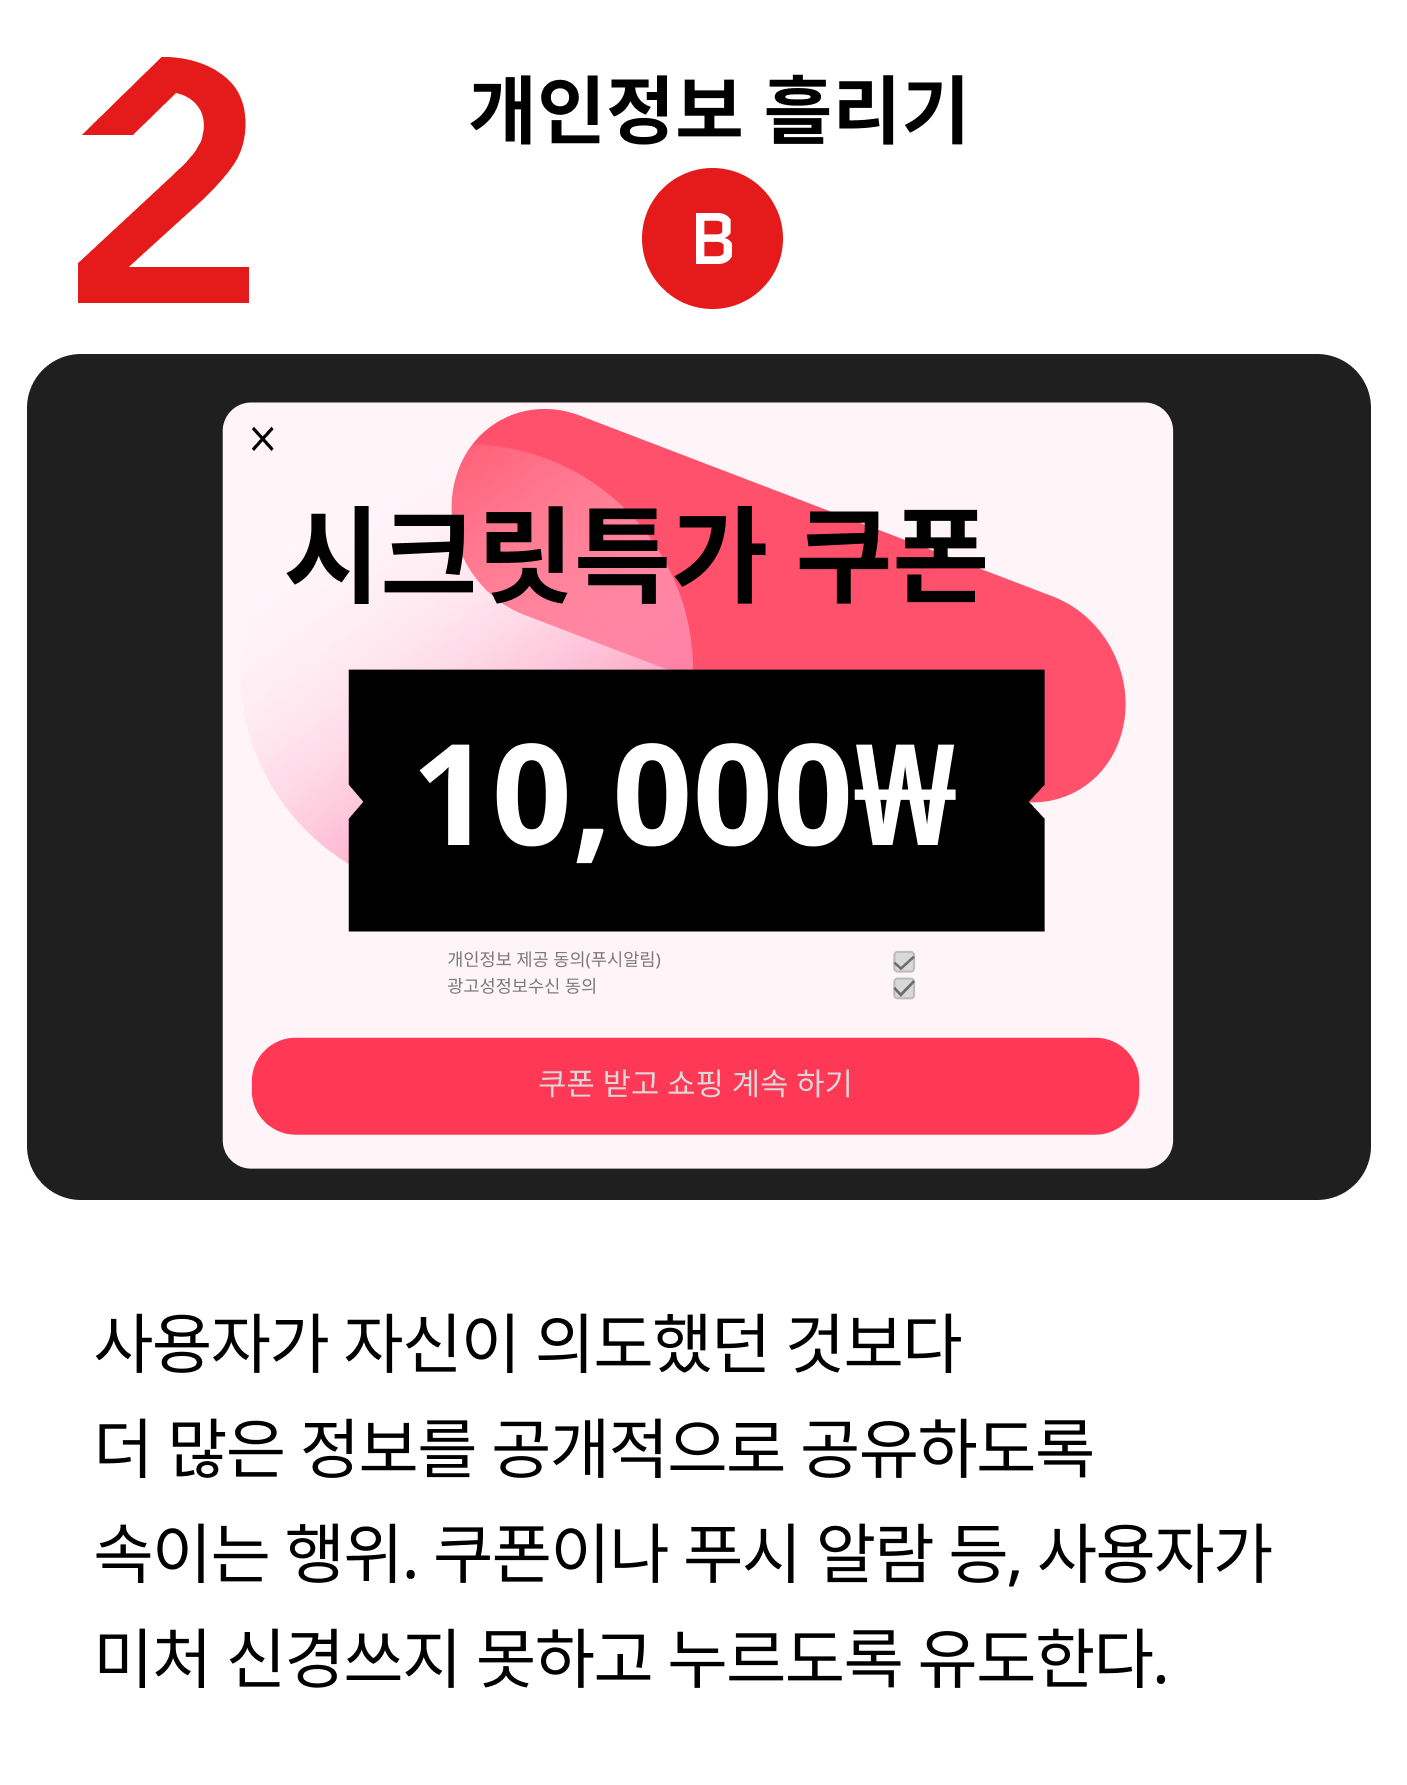 2
개인정보 흘리기
B
시크릿특가 쿠폰
10,000₩
개인정보 제공 동의(푸시알림)
광고성정보수신 동의
쿠폰 받고 쇼핑 계속 하기
사용자가 자신이 의도했던 것보다
더 많은 정보를 공개적으로 공유하도록
속이는 행위. 쿠폰이나 푸시 알람 등, 사용자가
미처 신경쓰지 못하고 누르도록 유도한다.